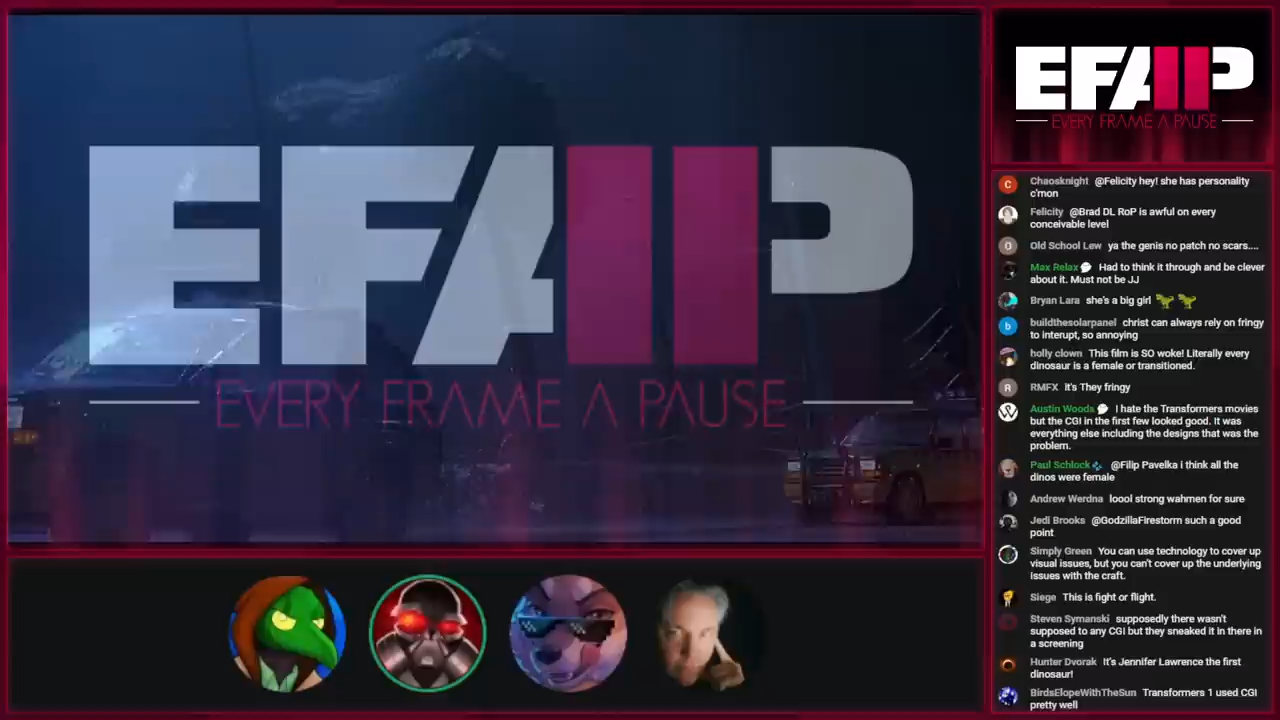 EFAP
EVERY FRAME A PAUSE
EFAP
EVERY FRAME A PAUSE
Chaosknight @Felicity hey! she has personality
c'mon
Felicity @Brad DL RoP is awful on every
conceivable level
Old School Lew ya the genis no patch no scars....
Max Relax Had to think it through and be clever
about it. Must not be JJ
Bryan Lara she's a big girl
buildthesolarpanel christ can always rely on fringy
to interupt, so annoying
holly clown This film is SO woke! Literally every
dinosaur is a female or transitioned.
RMFX it's They fringy
Austin Woods I hate the Transformers movies
but the CGI in the first few looked good. It was
everything else including the designs that was the
problem.
Paul Schlock @Filip Pavelka i think all the
dinos were female
Andrew Werdna loool strong wahmen for sure
Jedi Brooks @GodzillaFirestorm such a good
point
Simply Green You can use technology to cover up
visual issues, but you can't cover up the underlying
issues with the craft.
Siege This is fight or flight.
Steven Symanski supposedly there wasn't
supposed to any CGI but they sneaked it in there in
a screening
Hunter Dvorak It's Jennifer Lawrence the first
dinosaur!
BirdsElopeWithTheSun Transformers 1 used CGI
pretty well